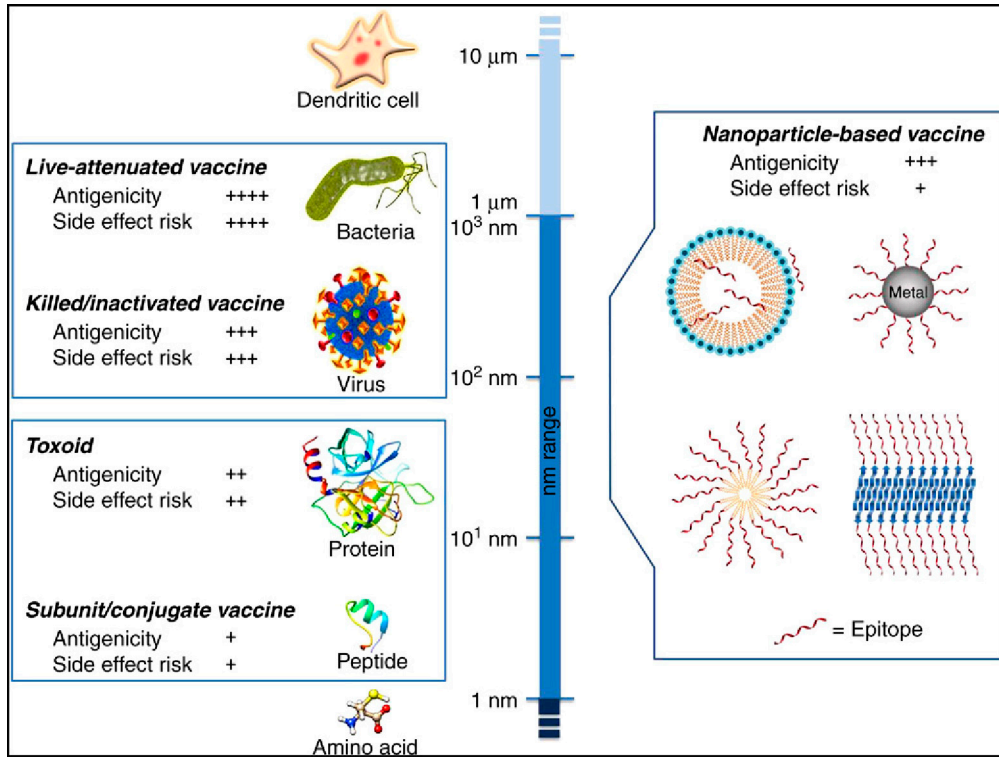 Dendritic cell
Live-attenuated vaccine
Antigenicity ++++
Side effect risk ++++
Bacteria
Killed/inactivated vaccine
Antigenicity +++
Side effect risk +++
Virus
Toxoid
Antigenicity ++
Side effect risk ++
Protein
Subunit/conjugate vaccine
Antigenicity +
Side effect risk +
Peptide
Amino acid
10 μm
1 μm
10³ nm
10² nm
nm range
10¹ nm
1 nm
Nanoparticle-based vaccine
Antigenicity +++
Side effect risk +
Metal
= Epitope